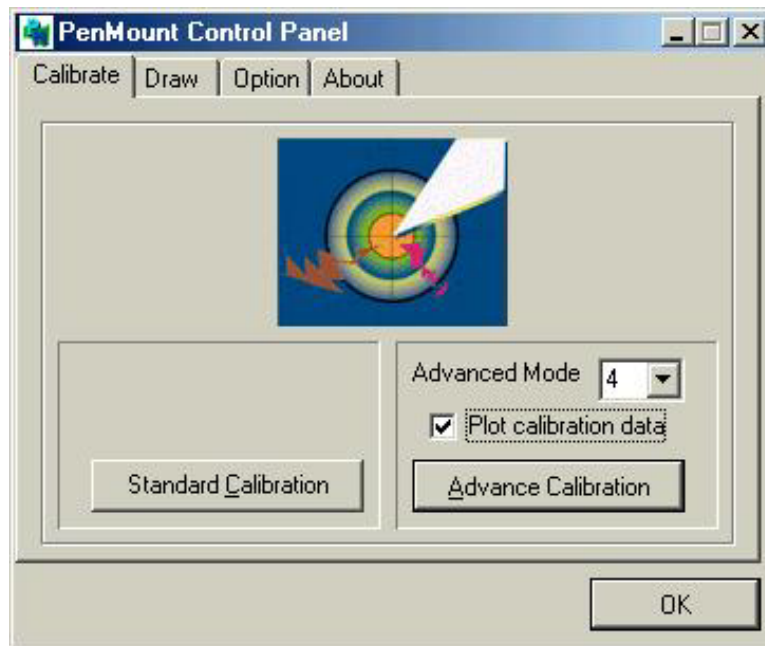 PenMount Control Panel
Calibrate Draw Option About
Advanced Mode 4
Plot calibration data
Standard Calibration Advance Calibration
OK